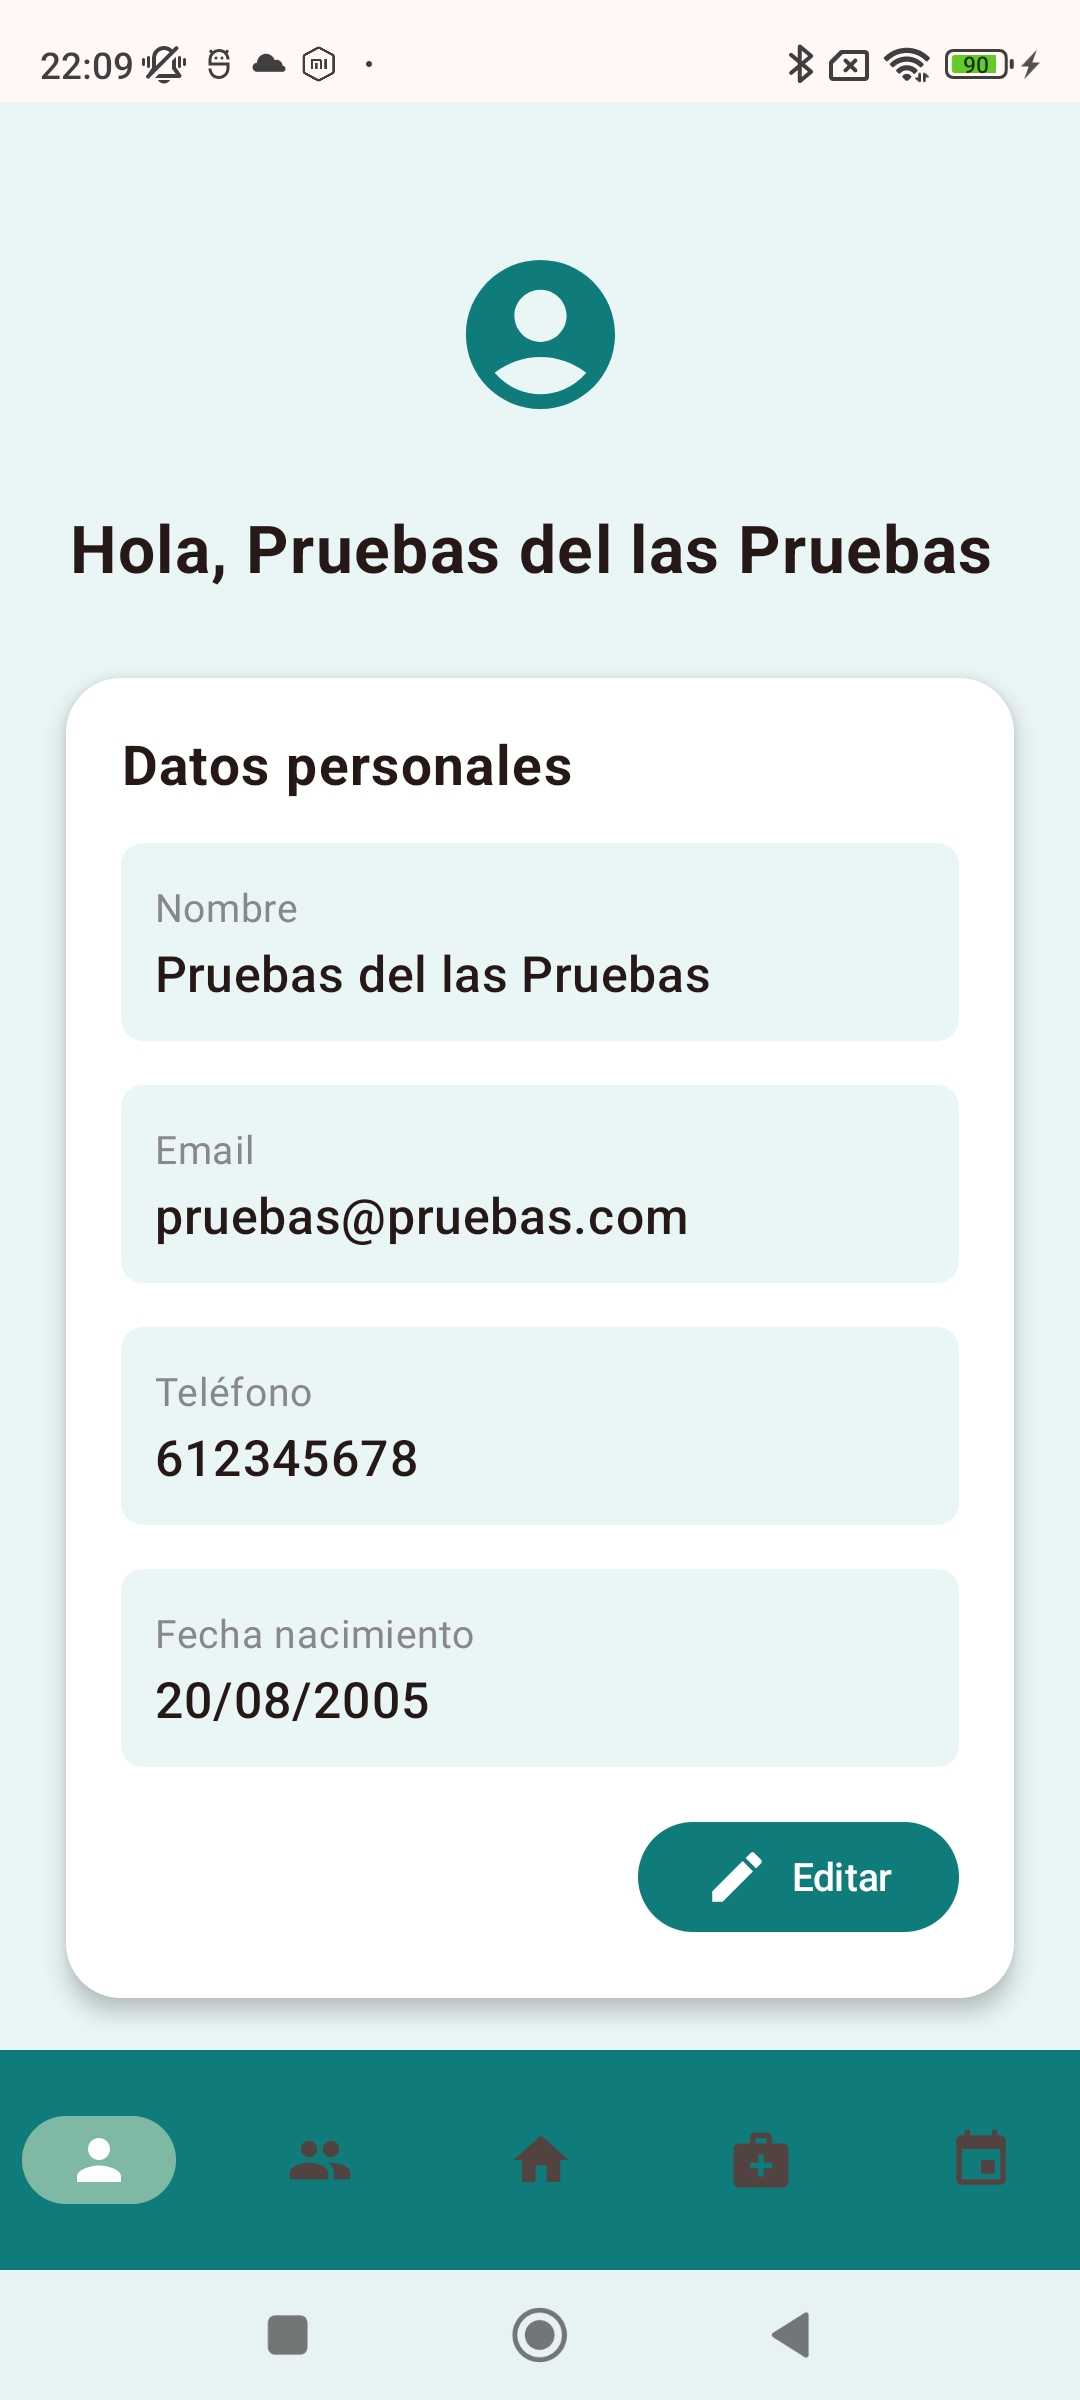 22:09
90
Hola, Pruebas del las Pruebas
Datos personales
Nombre
Pruebas del las Pruebas
Email
pruebas@pruebas.com
Teléfono
612345678
Fecha nacimiento
20/08/2005
Editar